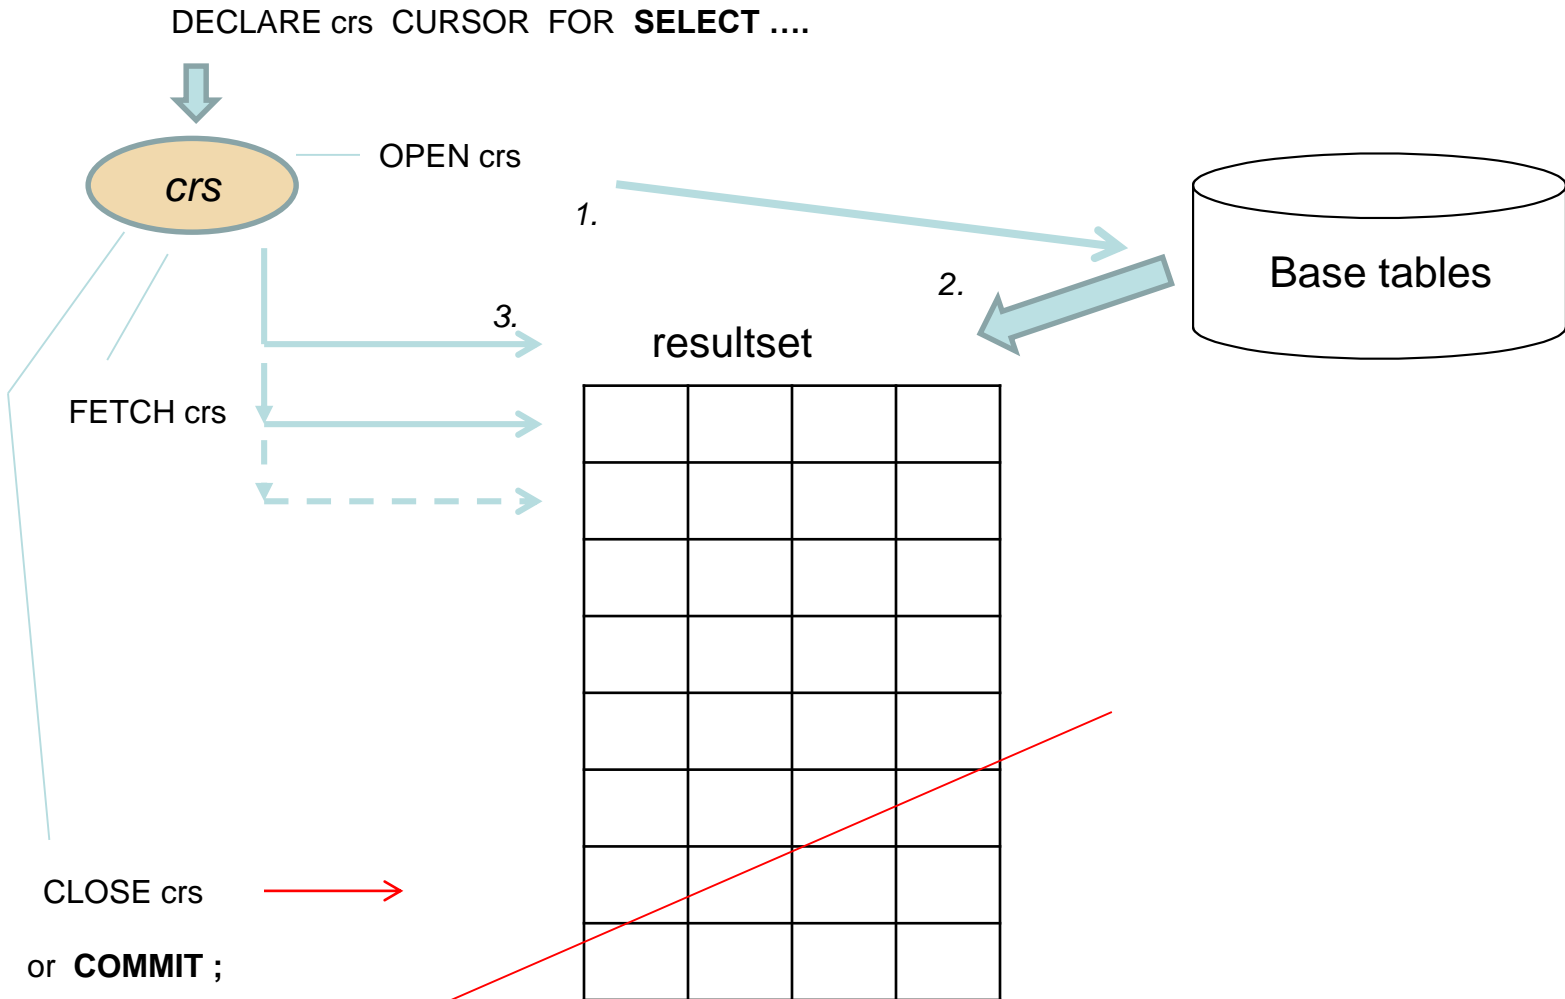 DECLARE crs CURSOR FOR SELECT ....
OPEN crs
crs
1.
Base tables
2.
3.
resultset
FETCH crs
CLOSE crs
or COMMIT ;